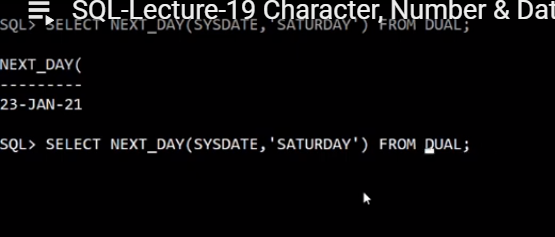 SQL-Lecture-19 Character, Number & Dat
SQL> SELECT NEXT_DAY(SYSDATE,'SATURDAY') FROM DUAL;
NEXT_DAY(
---------
23-JAN-21
SQL> SELECT NEXT_DAY(SYSDATE,'SATURDAY') FROM DUAL;